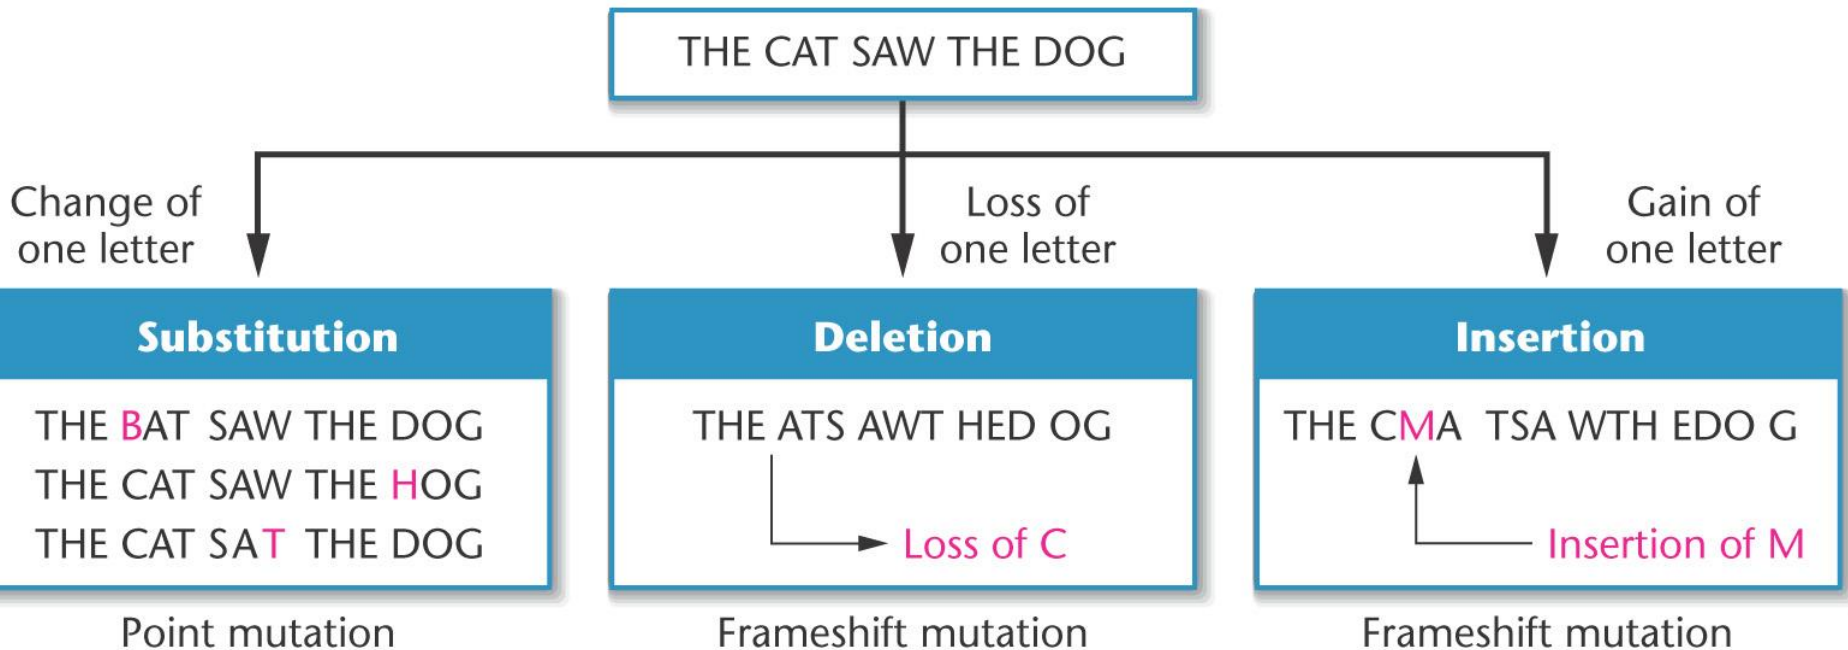 THE CAT SAW THE DOG
Change of
one letter
Loss of
one letter
Gain of
one letter
Substitution
THE BAT SAW THE DOG
THE CAT SAW THE HOG
THE CAT SAT THE DOG
Point mutation
Deletion
THE ATS AWT HED OG
Loss of C
Frameshift mutation
Insertion
THE CMA TSA WTH EDO G
Insertion of M
Frameshift mutation